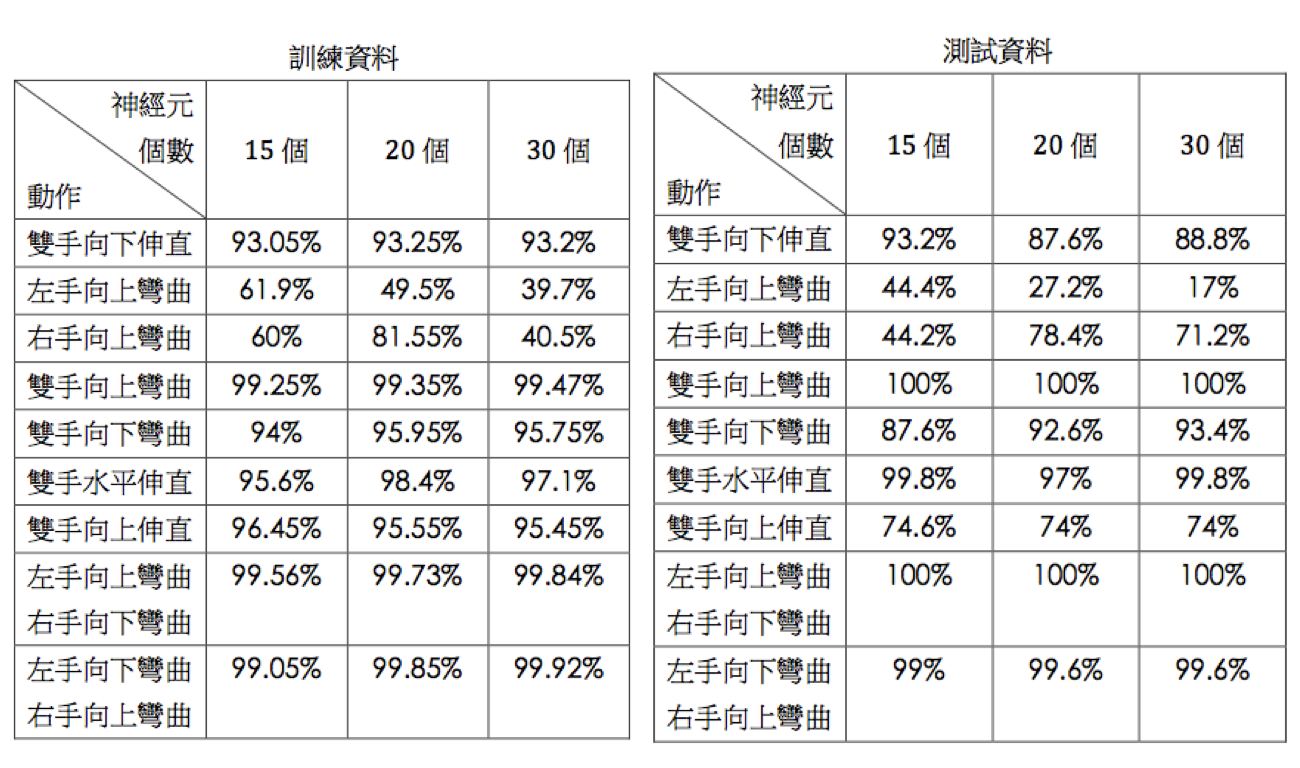 訓練資料
神經元
個數
動作
15 個
20 個
30 個
雙手向下伸直 93.05% 93.25% 93.2%
左手向上彎曲 61.9% 49.5% 39.7%
右手向上彎曲 60% 81.55% 40.5%
雙手向上彎曲 99.25% 99.35% 99.47%
雙手向下彎曲 94% 95.95% 95.75%
雙手水平伸直 95.6% 98.4% 97.1%
雙手向上伸直 96.45% 95.55% 95.45%
左手向上彎曲 99.56% 99.73% 99.84%
右手向下彎曲
左手向下彎曲 99.05% 99.85% 99.92%
右手向上彎曲
測試資料
神經元
個數
動作
15 個
20 個
30 個
雙手向下伸直 93.2% 87.6% 88.8%
左手向上彎曲 44.4% 27.2% 17%
右手向上彎曲 44.2% 78.4% 71.2%
雙手向上彎曲 100% 100% 100%
雙手向下彎曲 87.6% 92.6% 93.4%
雙手水平伸直 99.8% 97% 99.8%
雙手向上伸直 74.6% 74% 74%
左手向上彎曲 100% 100% 100%
右手向下彎曲
左手向下彎曲 99% 99.6% 99.6%
右手向上彎曲